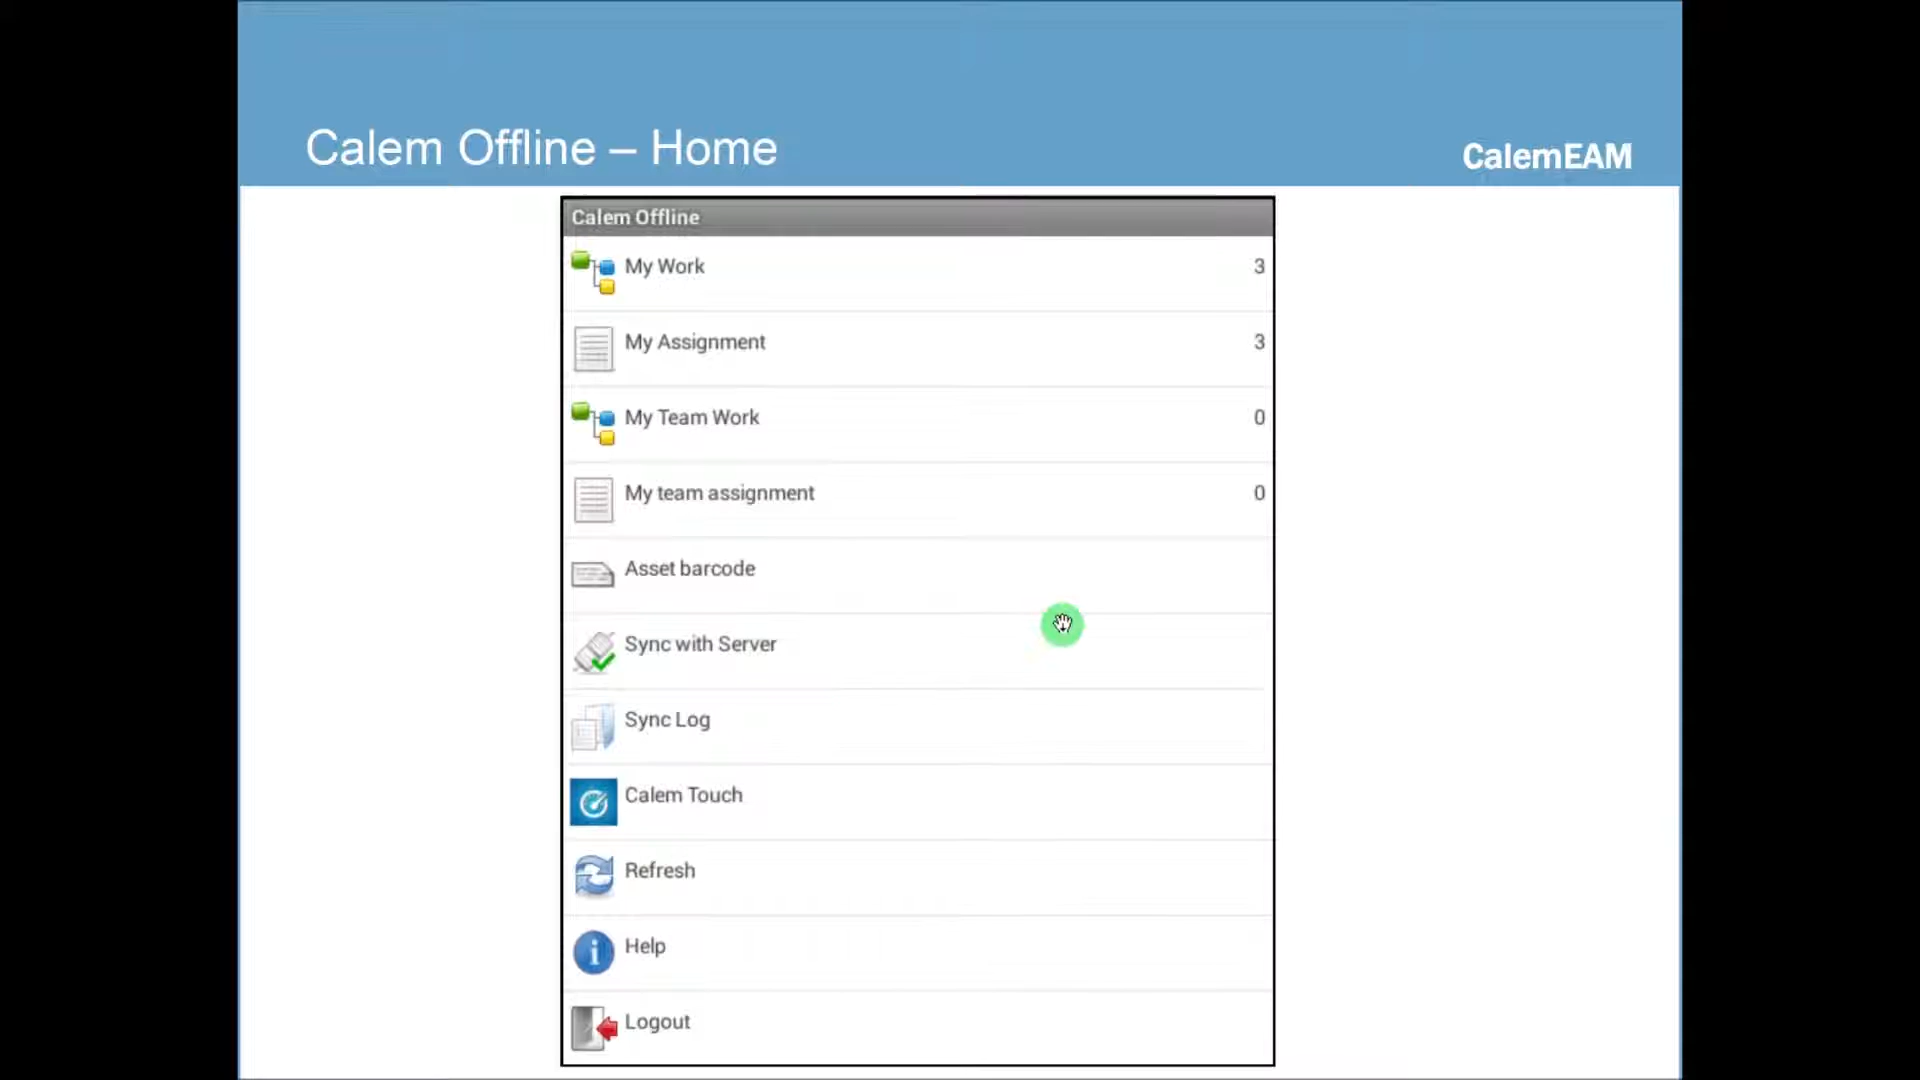 Calem Offline – Home
CalemEAM
Calem Offline
My Work 3
My Assignment 3
My Team Work 0
My team assignment 0
Asset barcode
Sync with Server
Sync Log
Calem Touch
Refresh
Help
Logout